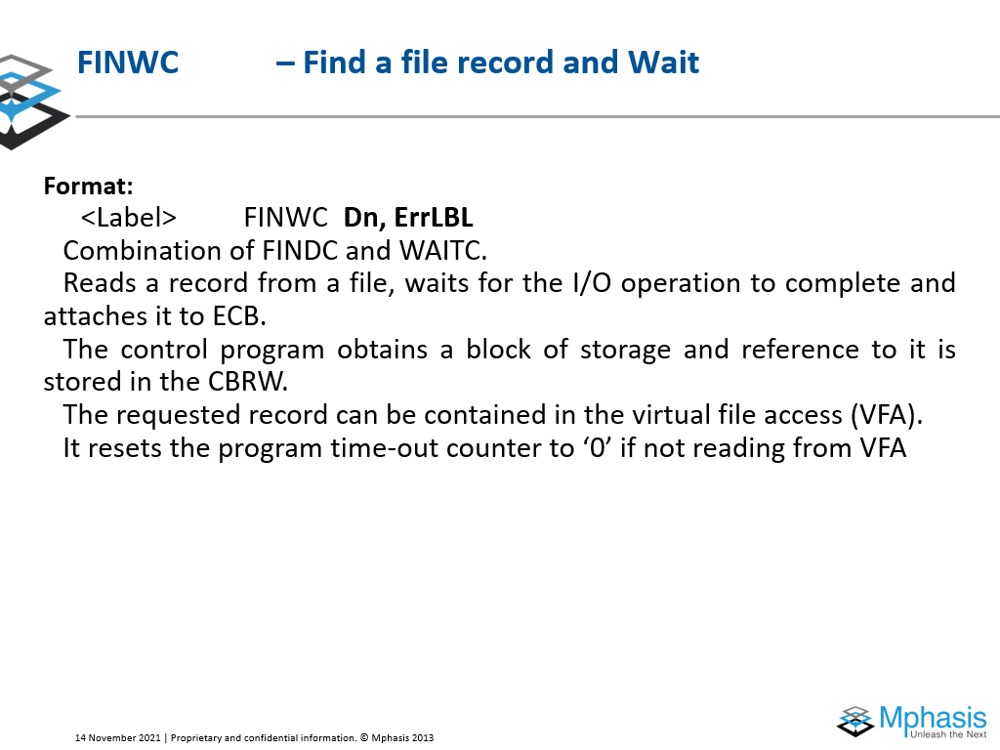 FINWC – Find a file record and Wait
Format:
<Label> FINWC Dn, ErrLBL
Combination of FINDC and WAITC.
Reads a record from a file, waits for the I/O operation to complete and
attaches it to ECB.
The control program obtains a block of storage and reference to it is
stored in the CBRW.
The requested record can be contained in the virtual file access (VFA).
It resets the program time-out counter to ‘0’ if not reading from VFA
14 November 2021 | Proprietary and confidential information. © Mphasis 2013
Mphasis
Unleash the Next